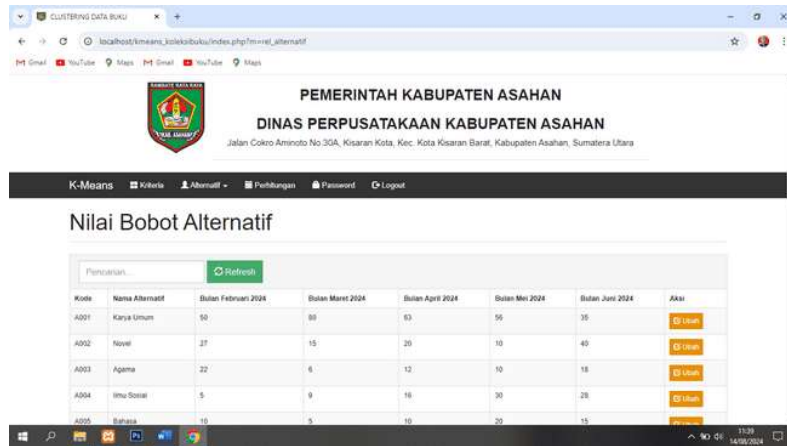 CLUSTERING DATA BUKU
localhost/kmeans_koleksibuku/index.php?m=rel_alternatif
Gmail YouTube Maps Gmail YouTube Maps
PEMERINTAH KABUPATEN ASAHAN
DINAS PERPUSATAKAAN KABUPATEN ASAHAN
Jalan Cokro Aminoto No.30A, Kisaran Kota, Kec. Kota Kisaran Barat, Kabupaten Asahan, Sumatera Utara
K-Means Kriteria Alternatif Perhitungan Password Logout
Nilai Bobot Alternatif
Pencarian... Refresh
Kode Nama Alternatif Bulan Februari 2024 Bulan Maret 2024 Bulan April 2024 Bulan Mei 2024 Bulan Juni 2024 Aksi
A001 Karya Umum 50 60 63 56 35 Ubah
A002 Novel 27 15 20 10 40 Ubah
A003 Agama 22 6 12 10 18 Ubah
A004 Ilmu Sosial 5 9 16 30 28 Ubah
A005 Bahasa 10 5 10 20 15
11:39
14/08/2024